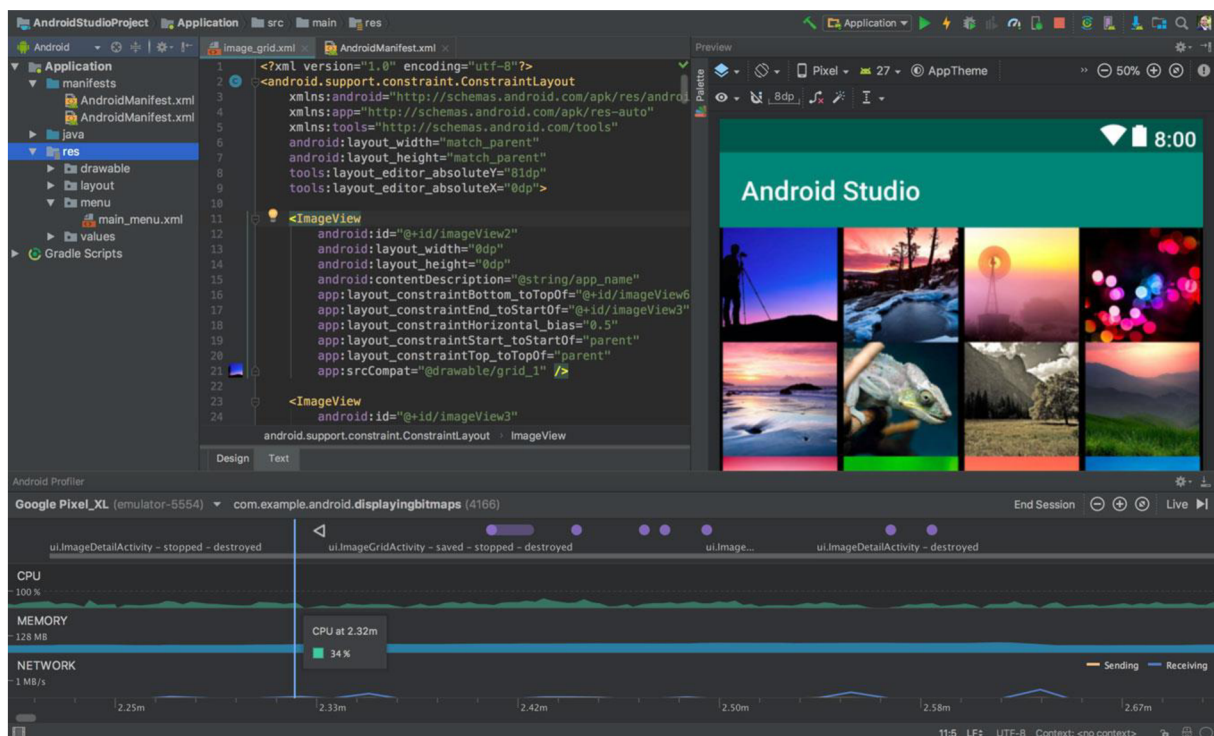 AndroidStudioProject Application src main res Application
Android image_grid.xml AndroidManifest.xml Preview
Application
manifests
AndroidManifest.xml
AndroidManifest.xml
java
res
drawable
layout
menu
main_menu.xml
values
Gradle Scripts
1 <?xml version="1.0" encoding="utf-8"?>
2 <android.support.constraint.ConstraintLayout
3 xmlns:android="http://schemas.android.com/apk/res/androi
4 xmlns:app="http://schemas.android.com/apk/res-auto"
5 xmlns:tools="http://schemas.android.com/tools"
6 android:layout_width="match_parent"
7 android:layout_height="match_parent"
8 tools:layout_editor_absoluteY="81dp"
9 tools:layout_editor_absoluteX="0dp">
10
11 <ImageView
12 android:id="@+id/imageView2"
13 android:layout_width="0dp"
14 android:layout_height="0dp"
15 android:contentDescription="@string/app_name"
16 app:layout_constraintBottom_toTopOf="@+id/imageView6
17 app:layout_constraintEnd_toStartOf="@+id/imageView3"
18 app:layout_constraintHorizontal_bias="0.5"
19 app:layout_constraintStart_toStartOf="parent"
20 app:layout_constraintTop_toTopOf="parent"
21 app:srcCompat="@drawable/grid_1" />
22
23 <ImageView
24 android:id="@+id/imageView3"
android.support.constraint.ConstraintLayout › ImageView
Design Text
Palette
Pixel 27 AppTheme » 50%
8dp
8:00
Android Studio
Android Profiler
Google Pixel_XL (emulator-5554) com.example.android.displayingbitmaps (4166) End Session Live
ui.ImageDetailActivity – stopped – destroyed ui.ImageGridActivity – saved – stopped – destroyed ui.Image... ui.ImageDetailActivity – destroyed
CPU
100 %
MEMORY
128 MB
CPU at 2.32m
34 %
NETWORK Sending Receiving
1 MB/s
2.25m 2.33m 2.42m 2.50m 2.58m 2.67m
11:5 LF÷ UTF-8 Context: <no context>